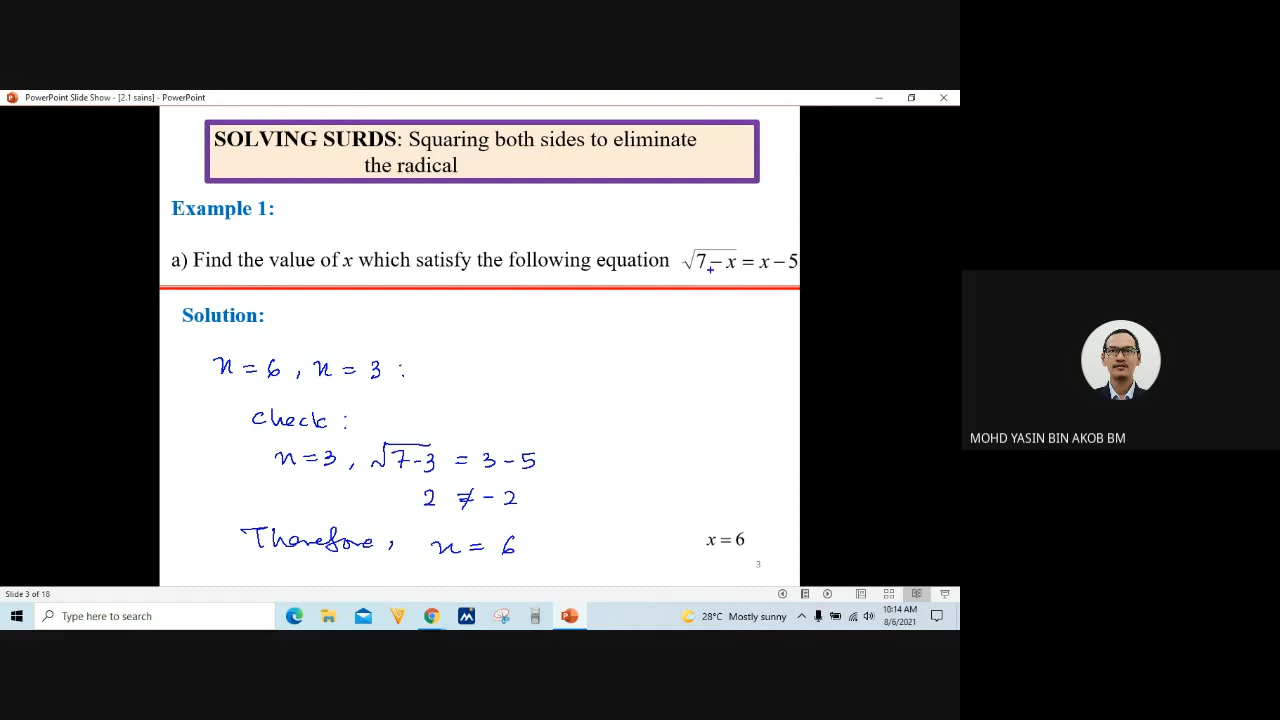 PowerPoint Slide Show - [2.1 sains] - PowerPoint
SOLVING SURDS: Squaring both sides to eliminate
the radical
Example 1:
a) Find the value of x which satisfy the following equation √7 − x = x − 5
Solution:
x = 6 , x = 3 :
check :
x = 3 , √7-3 = 3 - 5
2 ≠ - 2
Therefore , x = 6
x = 6
3
MOHD YASIN BIN AKOB BM
Slide 3 of 18
Type here to search
28°C Mostly sunny
10:14 AM
8/6/2021